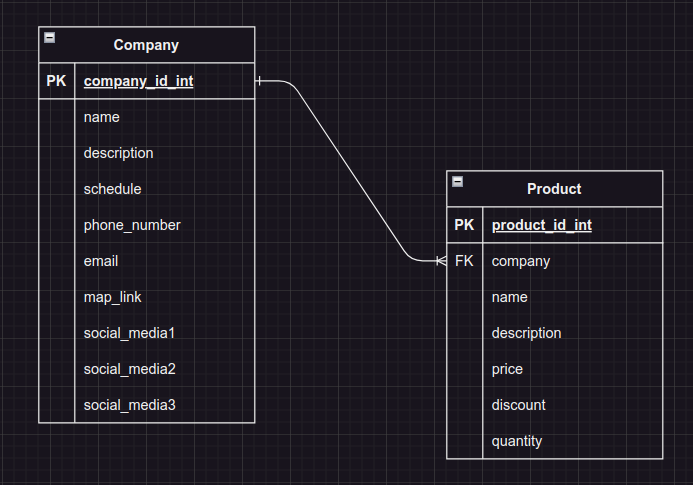 Company
PK company_id_int
name
description
schedule
phone_number
email
map_link
social_media1
social_media2
social_media3
Product
PK product_id_int
FK company
name
description
price
discount
quantity